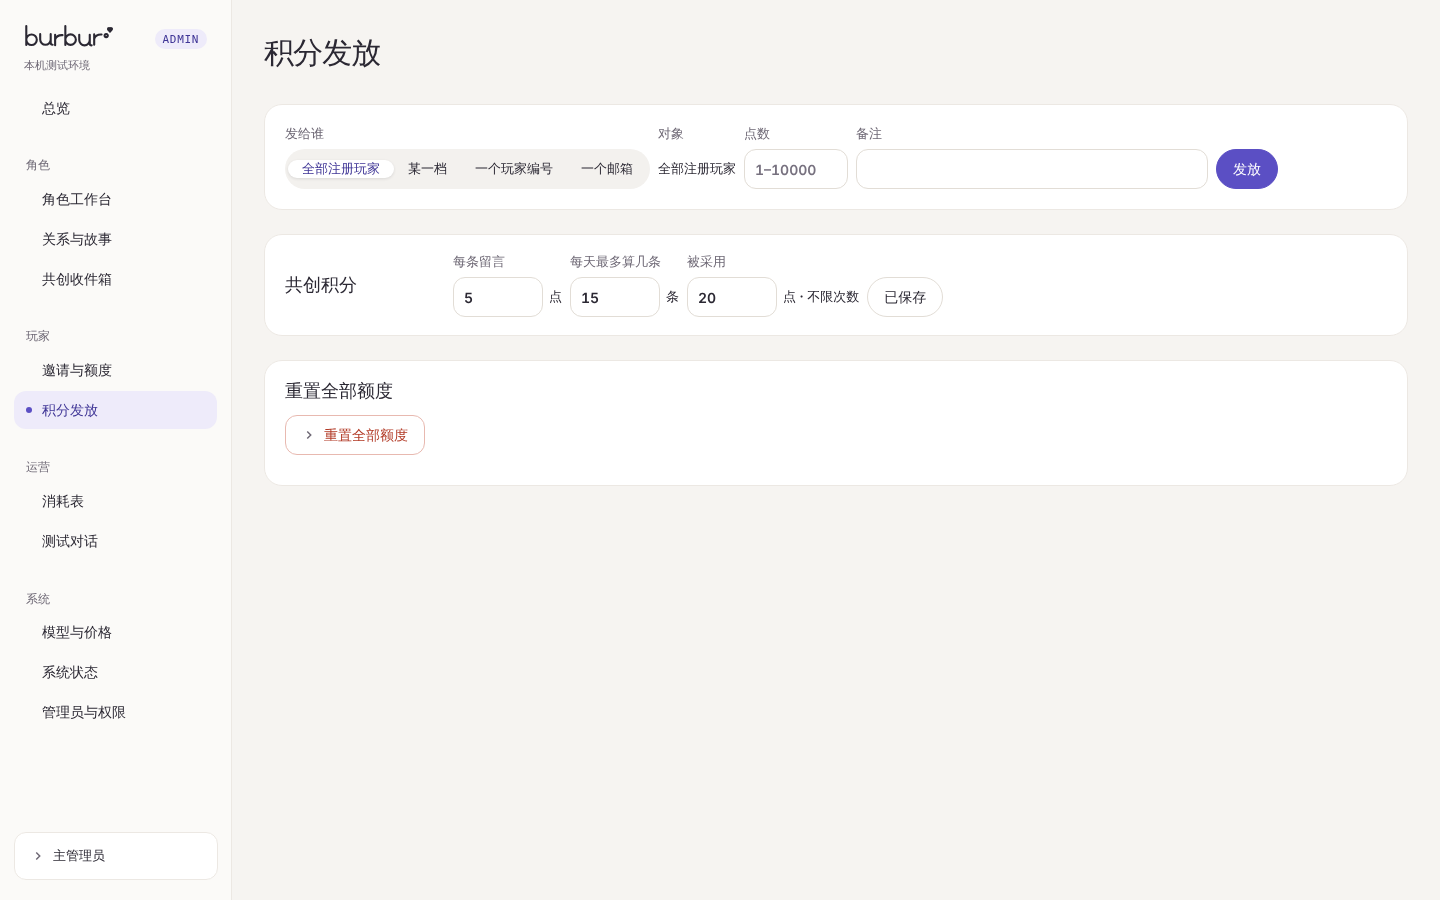 burbur
ADMIN
本机测试环境
总览
角色
角色工作台
关系与故事
共创收件箱
玩家
邀请与额度
积分发放
运营
消耗表
测试对话
系统
模型与价格
系统状态
管理员与权限
主管理员
积分发放
发给谁 对象 点数 备注
全部注册玩家 某一档 一个玩家编号 一个邮箱 全部注册玩家 1–10000 发放
每条留言 每天最多算几条 被采用
共创积分 5 点 15 条 20 点·不限次数 已保存
重置全部额度
重置全部额度